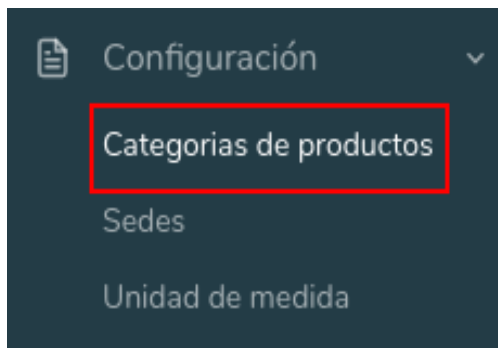 Configuración
Categorias de productos
Sedes
Unidad de medida